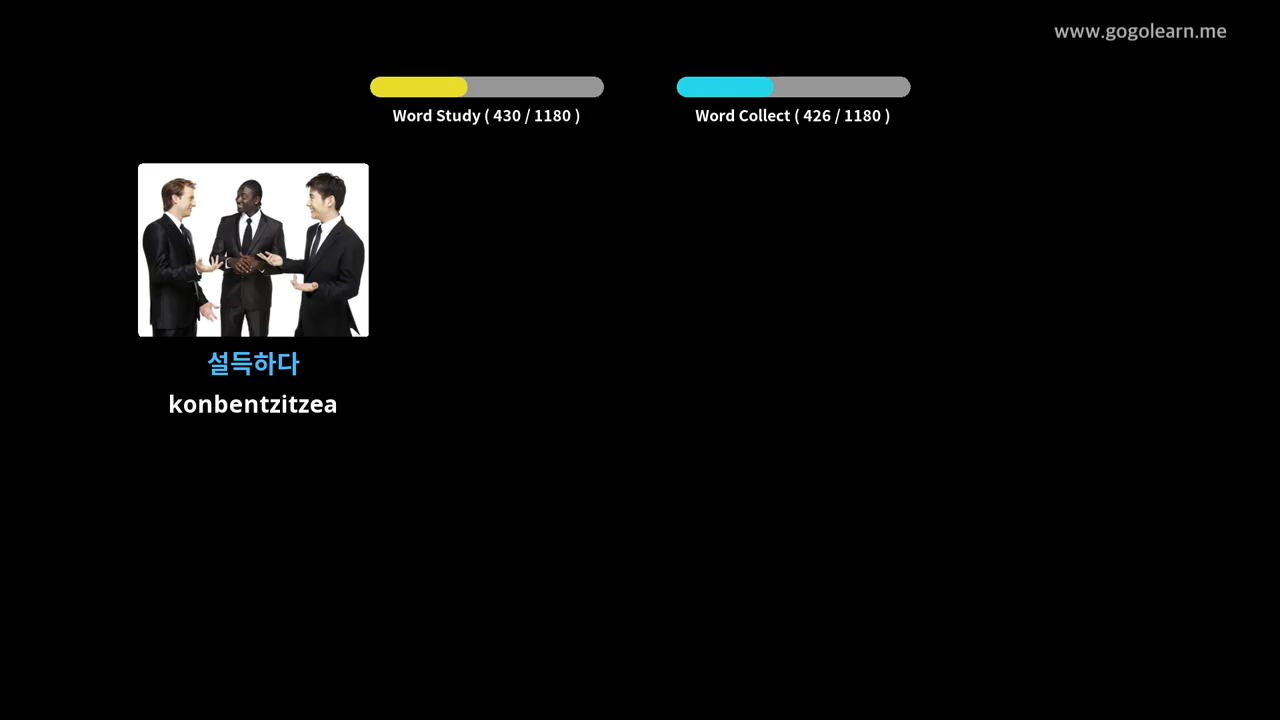 www.gogolearn.me
Word Study ( 430 / 1180 )
Word Collect ( 426 / 1180 )
설득하다
konbentzitzea